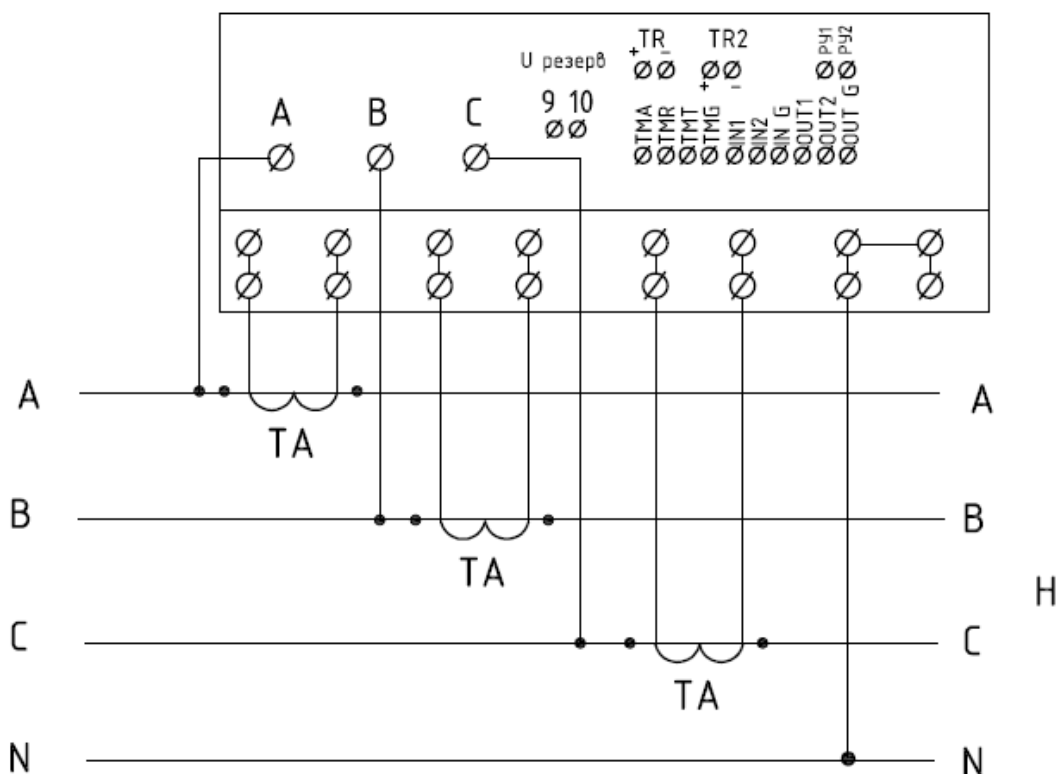 TR TR2 РУ1 РУ2
+ - + -
U резерв
9 10
A B C
TMA TMR TMT TMG IN1 IN2 IN G OUT1 OUT2 OUT G
A A
TA
B B
TA
H
C C
TA
N N